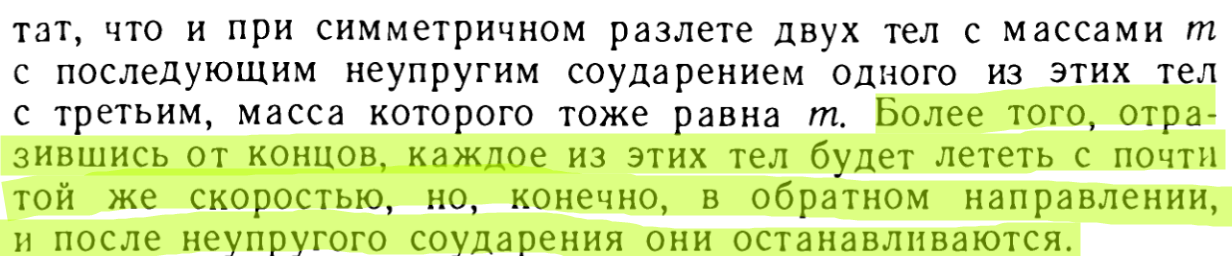 тат, что и при симметричном разлете двух тел с массами m
с последующим неупругим соударением одного из этих тел
с третьим, масса которого тоже равна m. Более того, отра-
зившись от концов, каждое из этих тел будет лететь с почти
той же скоростью, но, конечно, в обратном направлении,
и после неупругого соударения они останавливаются.